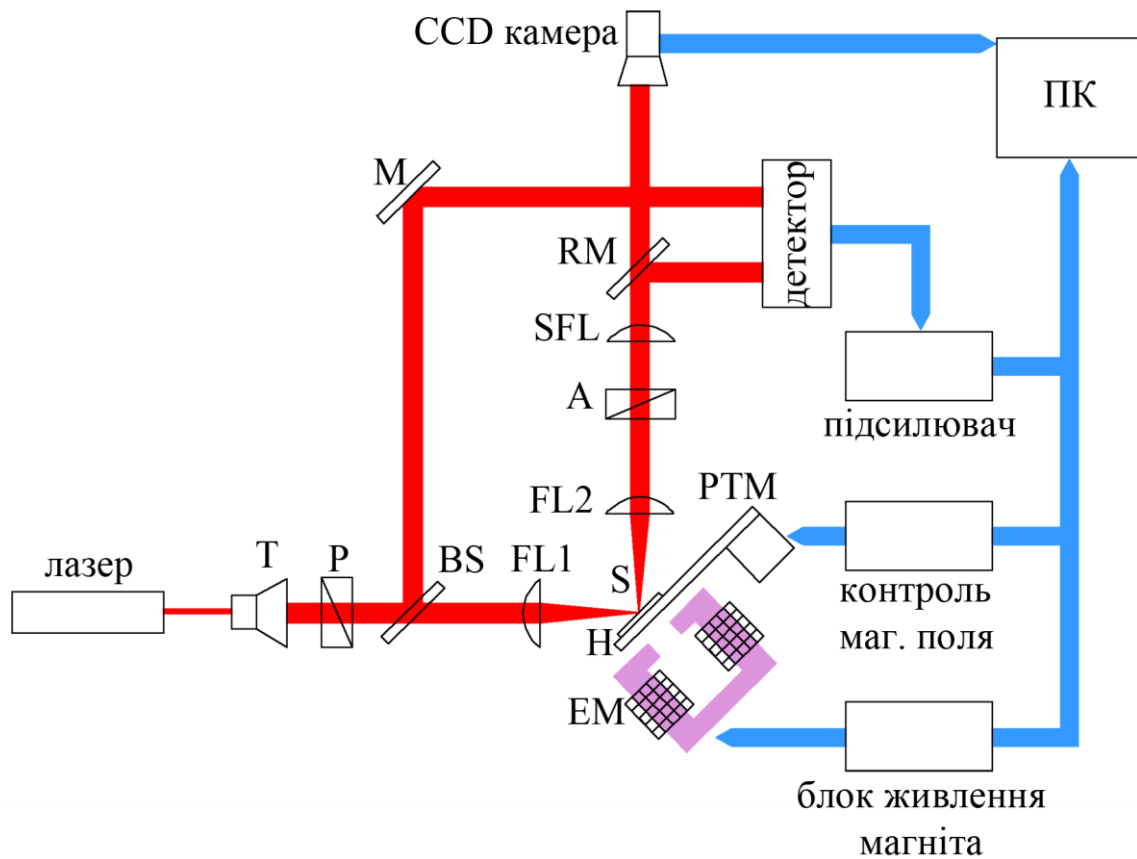 CCD камера
ПК
M
детектор
RM
SFL
A
підсилювач
PTM
FL2
T
P
BS
FL1
S
лазер
контроль
маг. поля
H
EM
блок живлення
магніта